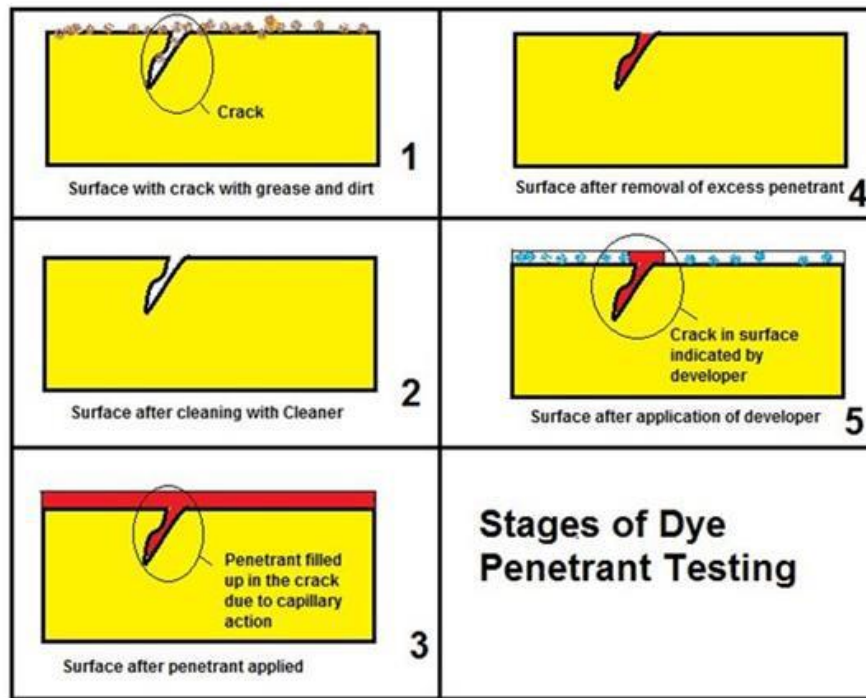 Crack
1
Surface with crack with grease and dirt
2
Surface after cleaning with Cleaner
Penetrant filled
up in the crack
due to capillary
action
3
Surface after penetrant applied
4
Surface after removal of excess penetrant
Crack in surface
indicated by
developer
5
Surface after application of developer
Stages of Dye
Penetrant Testing